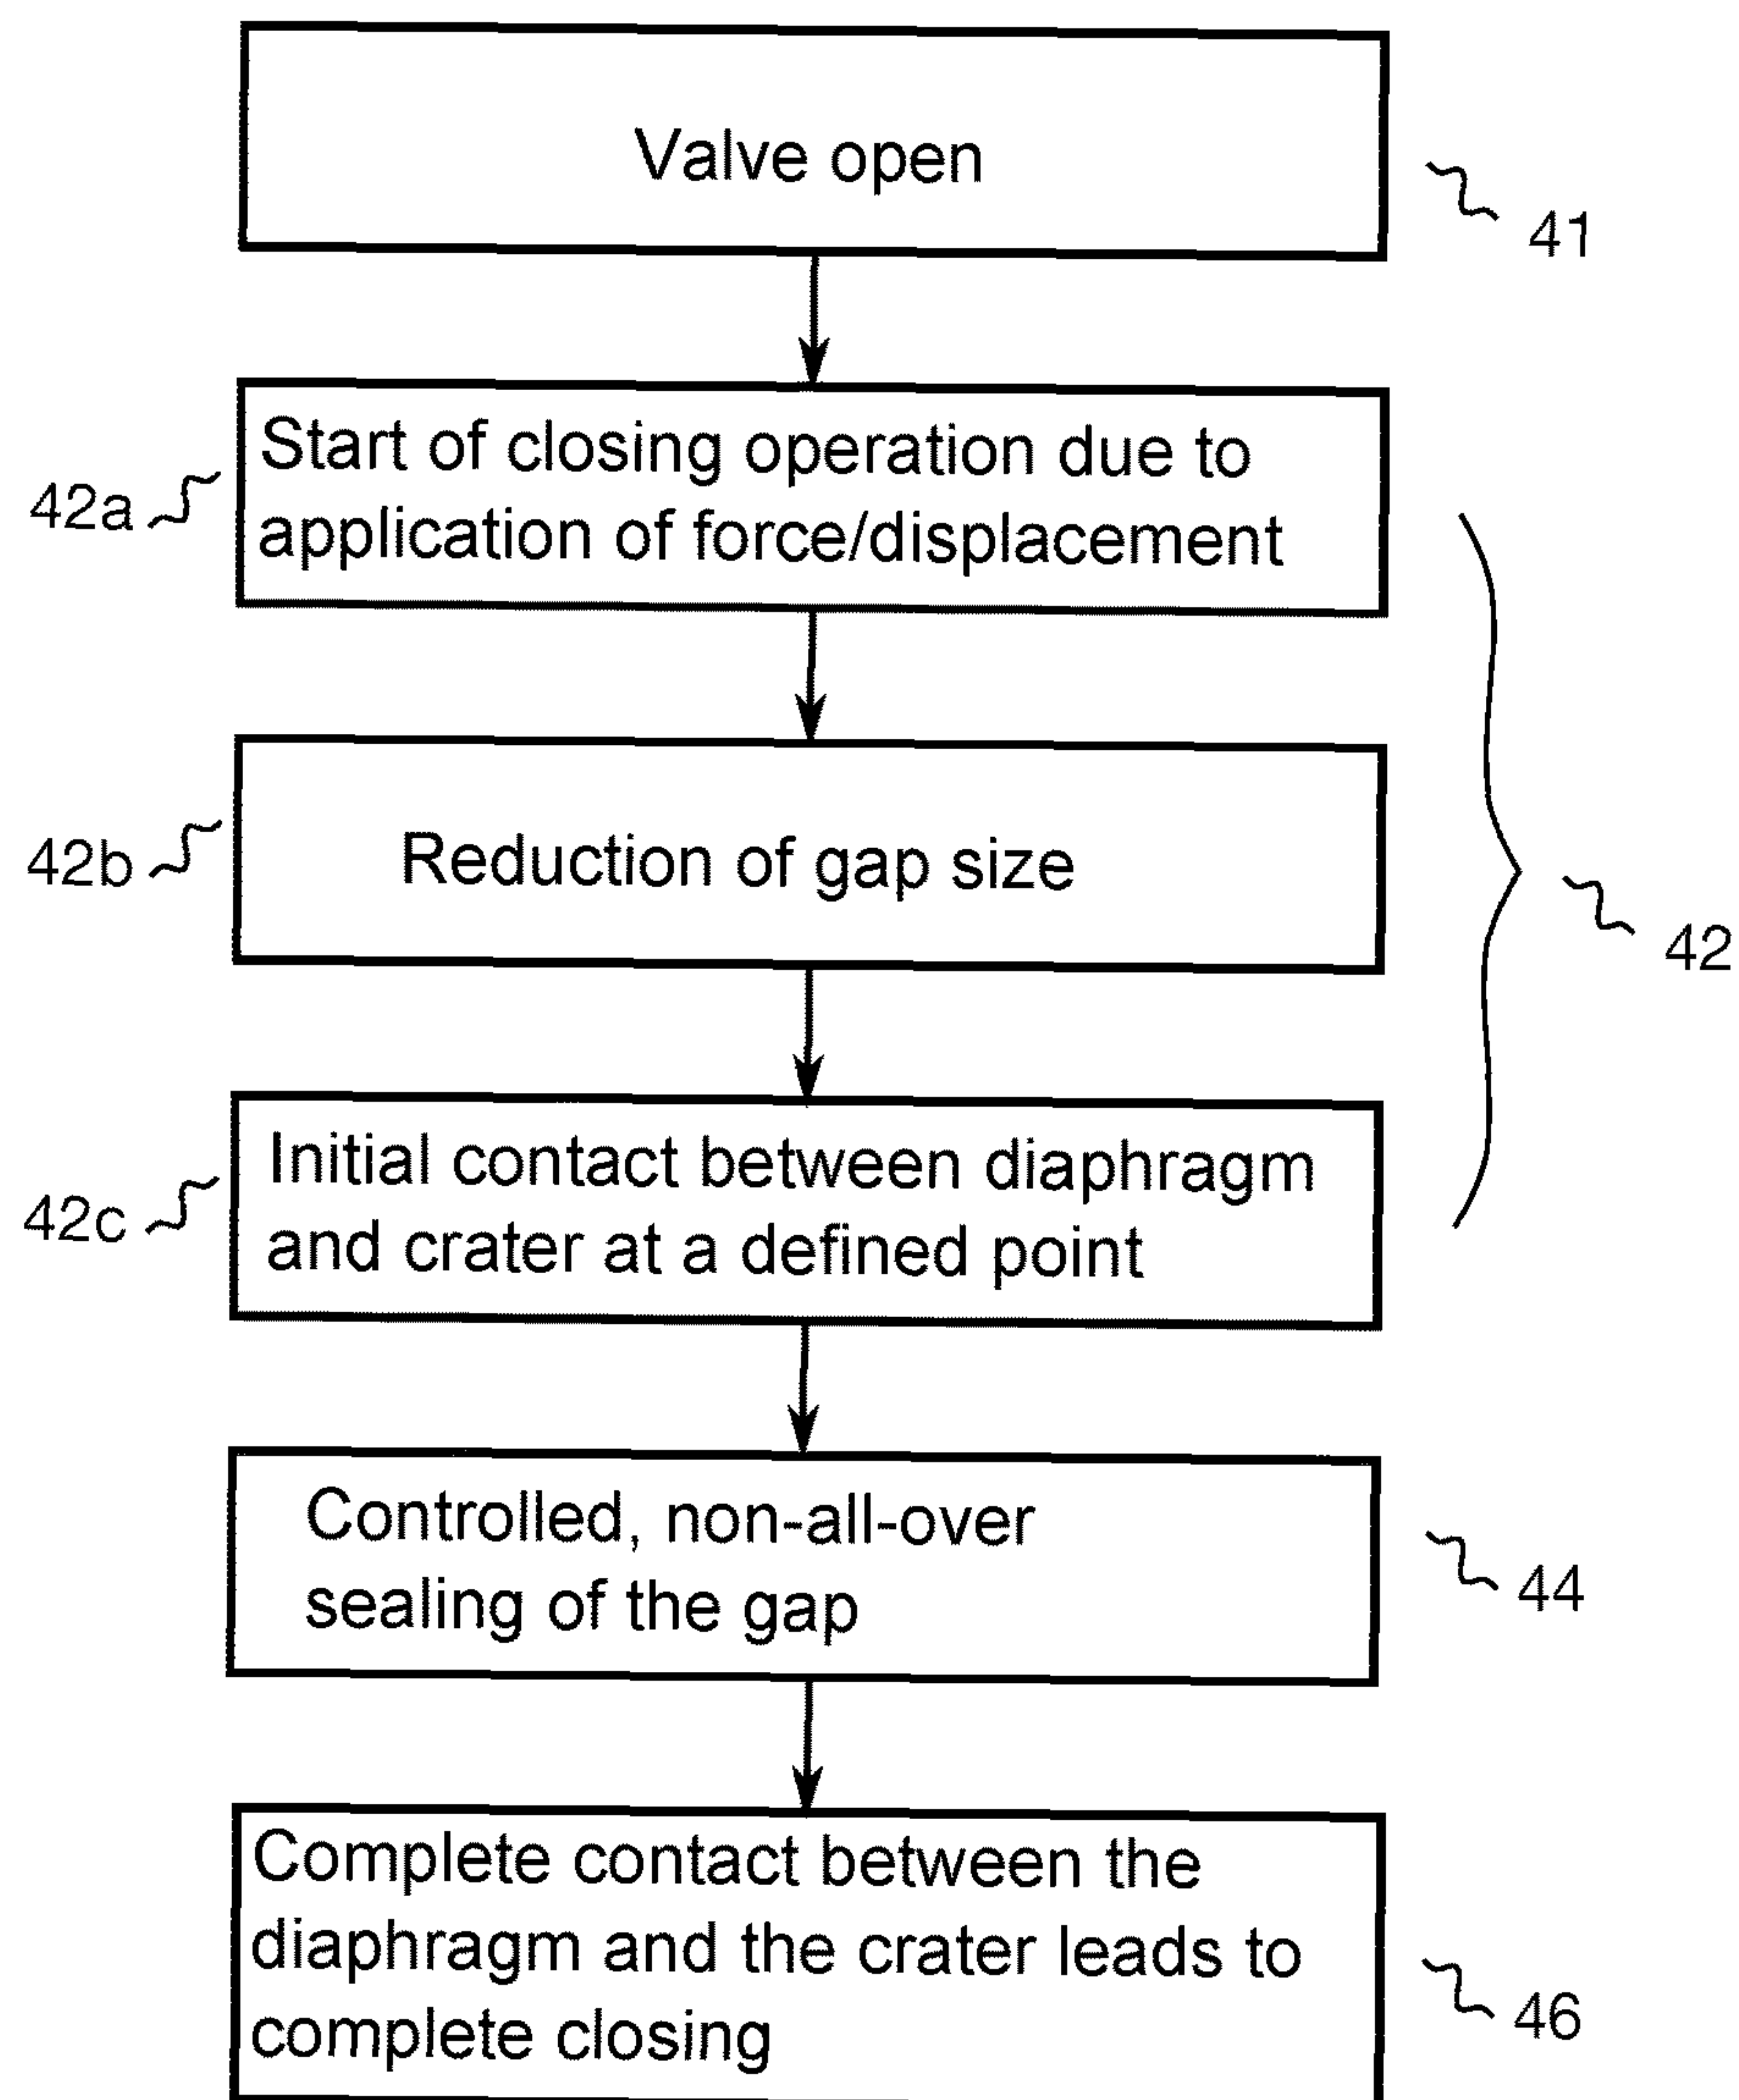 Valve open
41
Start of closing operation due to
application of force/displacement
42a
Reduction of gap size
42b
42
Initial contact between diaphragm
and crater at a defined point
42c
Controlled, non-all-over
sealing of the gap
44
Complete contact between the
diaphragm and the crater leads to
complete closing
46